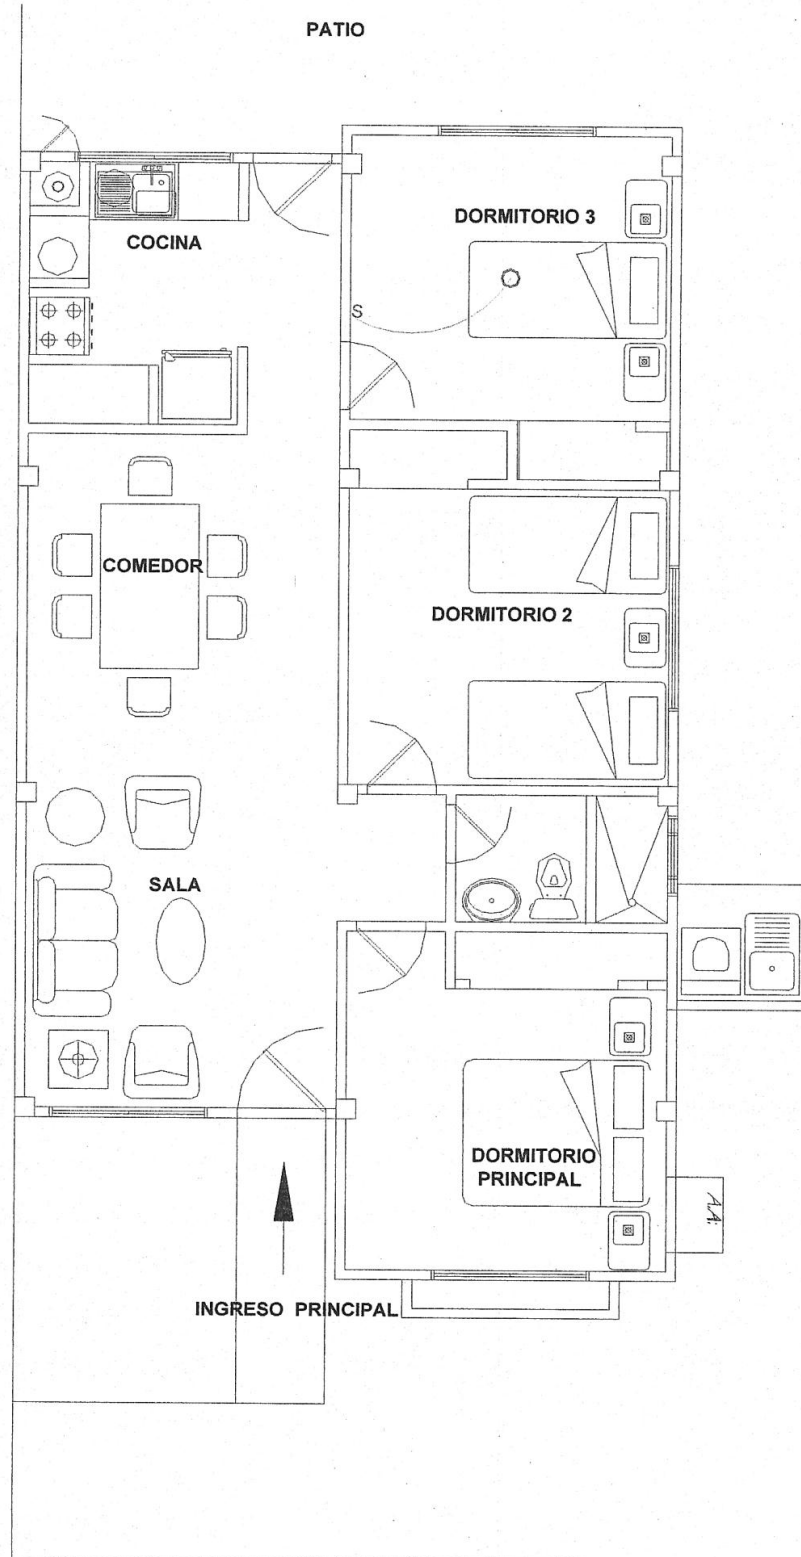 PATIO
COCINA
DORMITORIO 3
S
COMEDOR
DORMITORIO 2
SALA
DORMITORIO
PRINCIPAL
A.A.
INGRESO PRINCIPAL